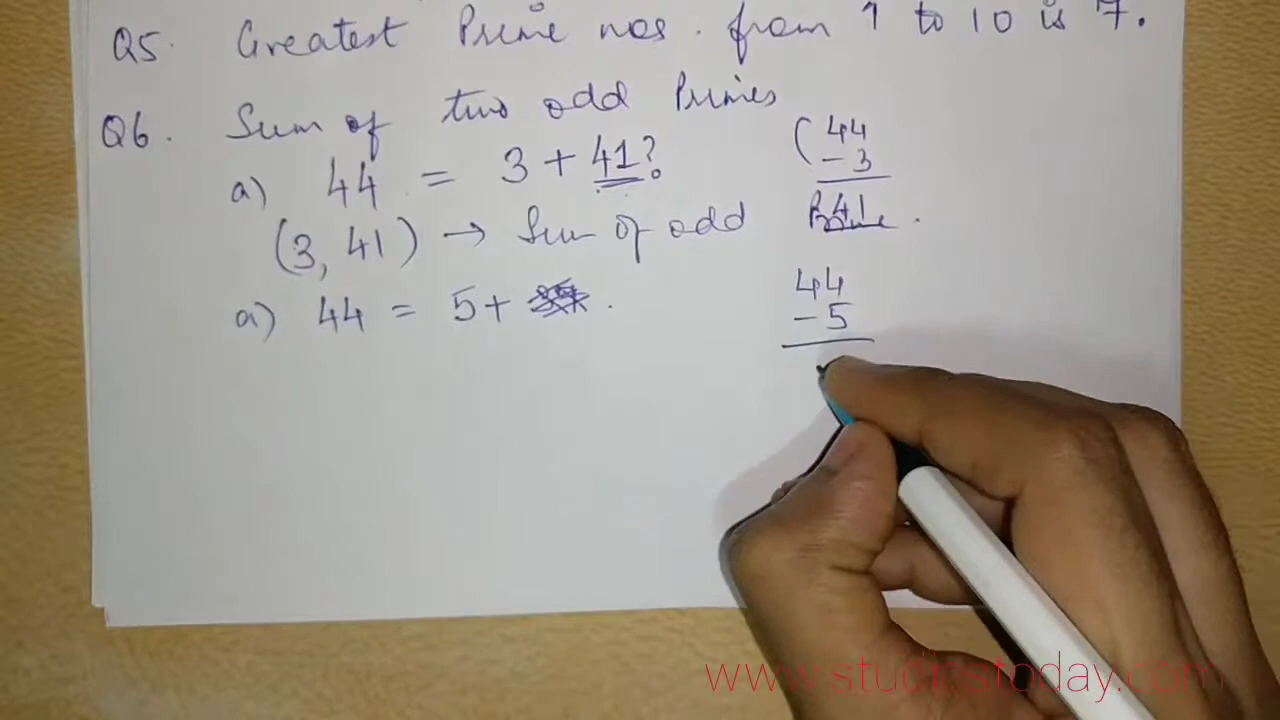 Q5. Greatest Prime nos. from 1 to 10 is 7.
Q6. Sum of two odd Primes
a) 44 = 3 + 41?
(3, 41) → Sum of odd Prime.
a) 44 = 5+ .
(44
- 3
41
44
- 5
www.studiestoday.com